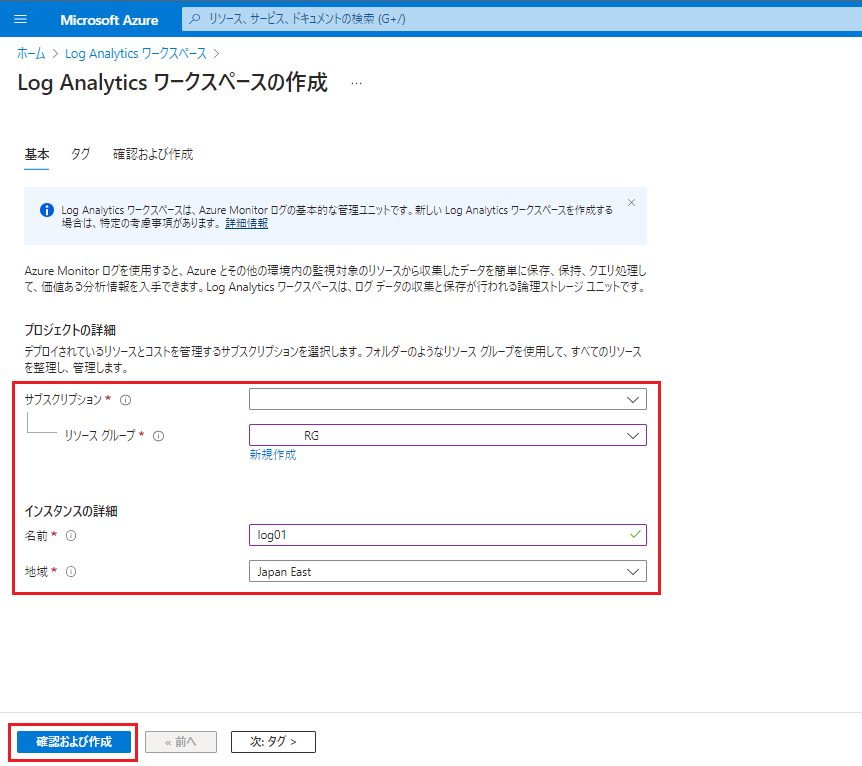 Microsoft Azure
リソース、サービス、ドキュメントの検索 (G+/)
ホーム > Log Analytics ワークスペース >
Log Analytics ワークスペースの作成 …
基本 タグ 確認および作成
Log Analytics ワークスペースは、Azure Monitor ログの基本的な管理ユニットです。新しい Log Analytics ワークスペースを作成する
場合は、特定の考慮事項があります。 詳細情報
Azure Monitor ログを使用すると、Azure とその他の環境内の監視対象のリソースから収集したデータを簡単に保存、保持、クエリ処理し
て、価値ある分析情報を入手できます。Log Analytics ワークスペースは、ログ データの収集と保存が行われる論理ストレージ ユニットです。
プロジェクトの詳細
デプロイされているリソースとコストを管理するサブスクリプションを選択します。フォルダーのようなリソース グループを使用して、すべてのリソース
を整理し、管理します。
サブスクリプション *
リソース グループ * RG
新規作成
インスタンスの詳細
名前 * log01
地域 * Japan East
確認および作成 « 前へ 次: タグ >